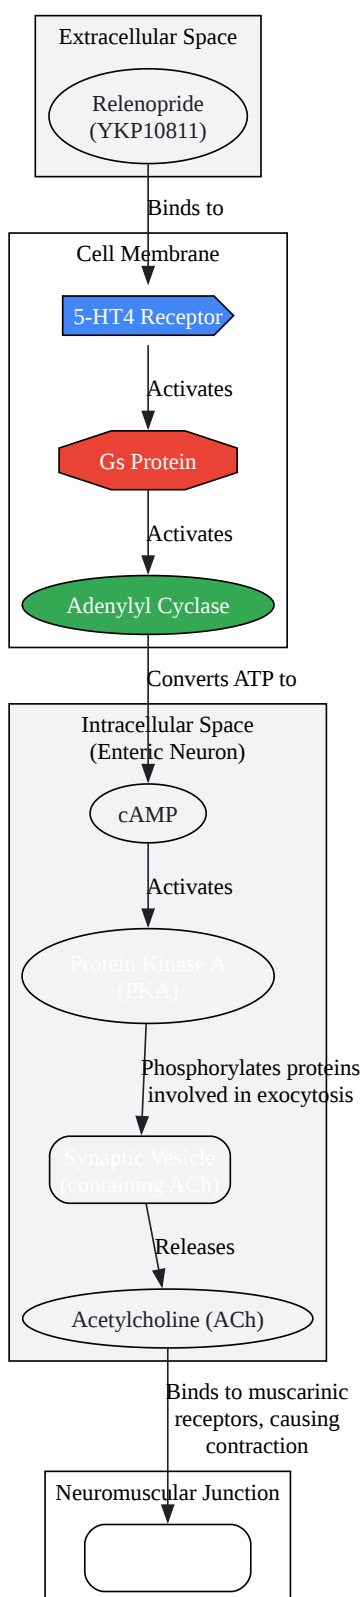 Extracellular Space
Relenopride
(YKP10811)
Binds to
Cell Membrane
5-HT4 Receptor
Activates
Gs Protein
Activates
Adenylyl Cyclase
Converts ATP to
Intracellular Space
(Enteric Neuron)
cAMP
Activates
Protein Kinase A
(PKA)
Phosphorylates proteins
involved in exocytosis
Synaptic Vesicle
(containing ACh)
Releases
Acetylcholine (ACh)
Binds to muscarinic
receptors, causing
contraction
Neuromuscular Junction